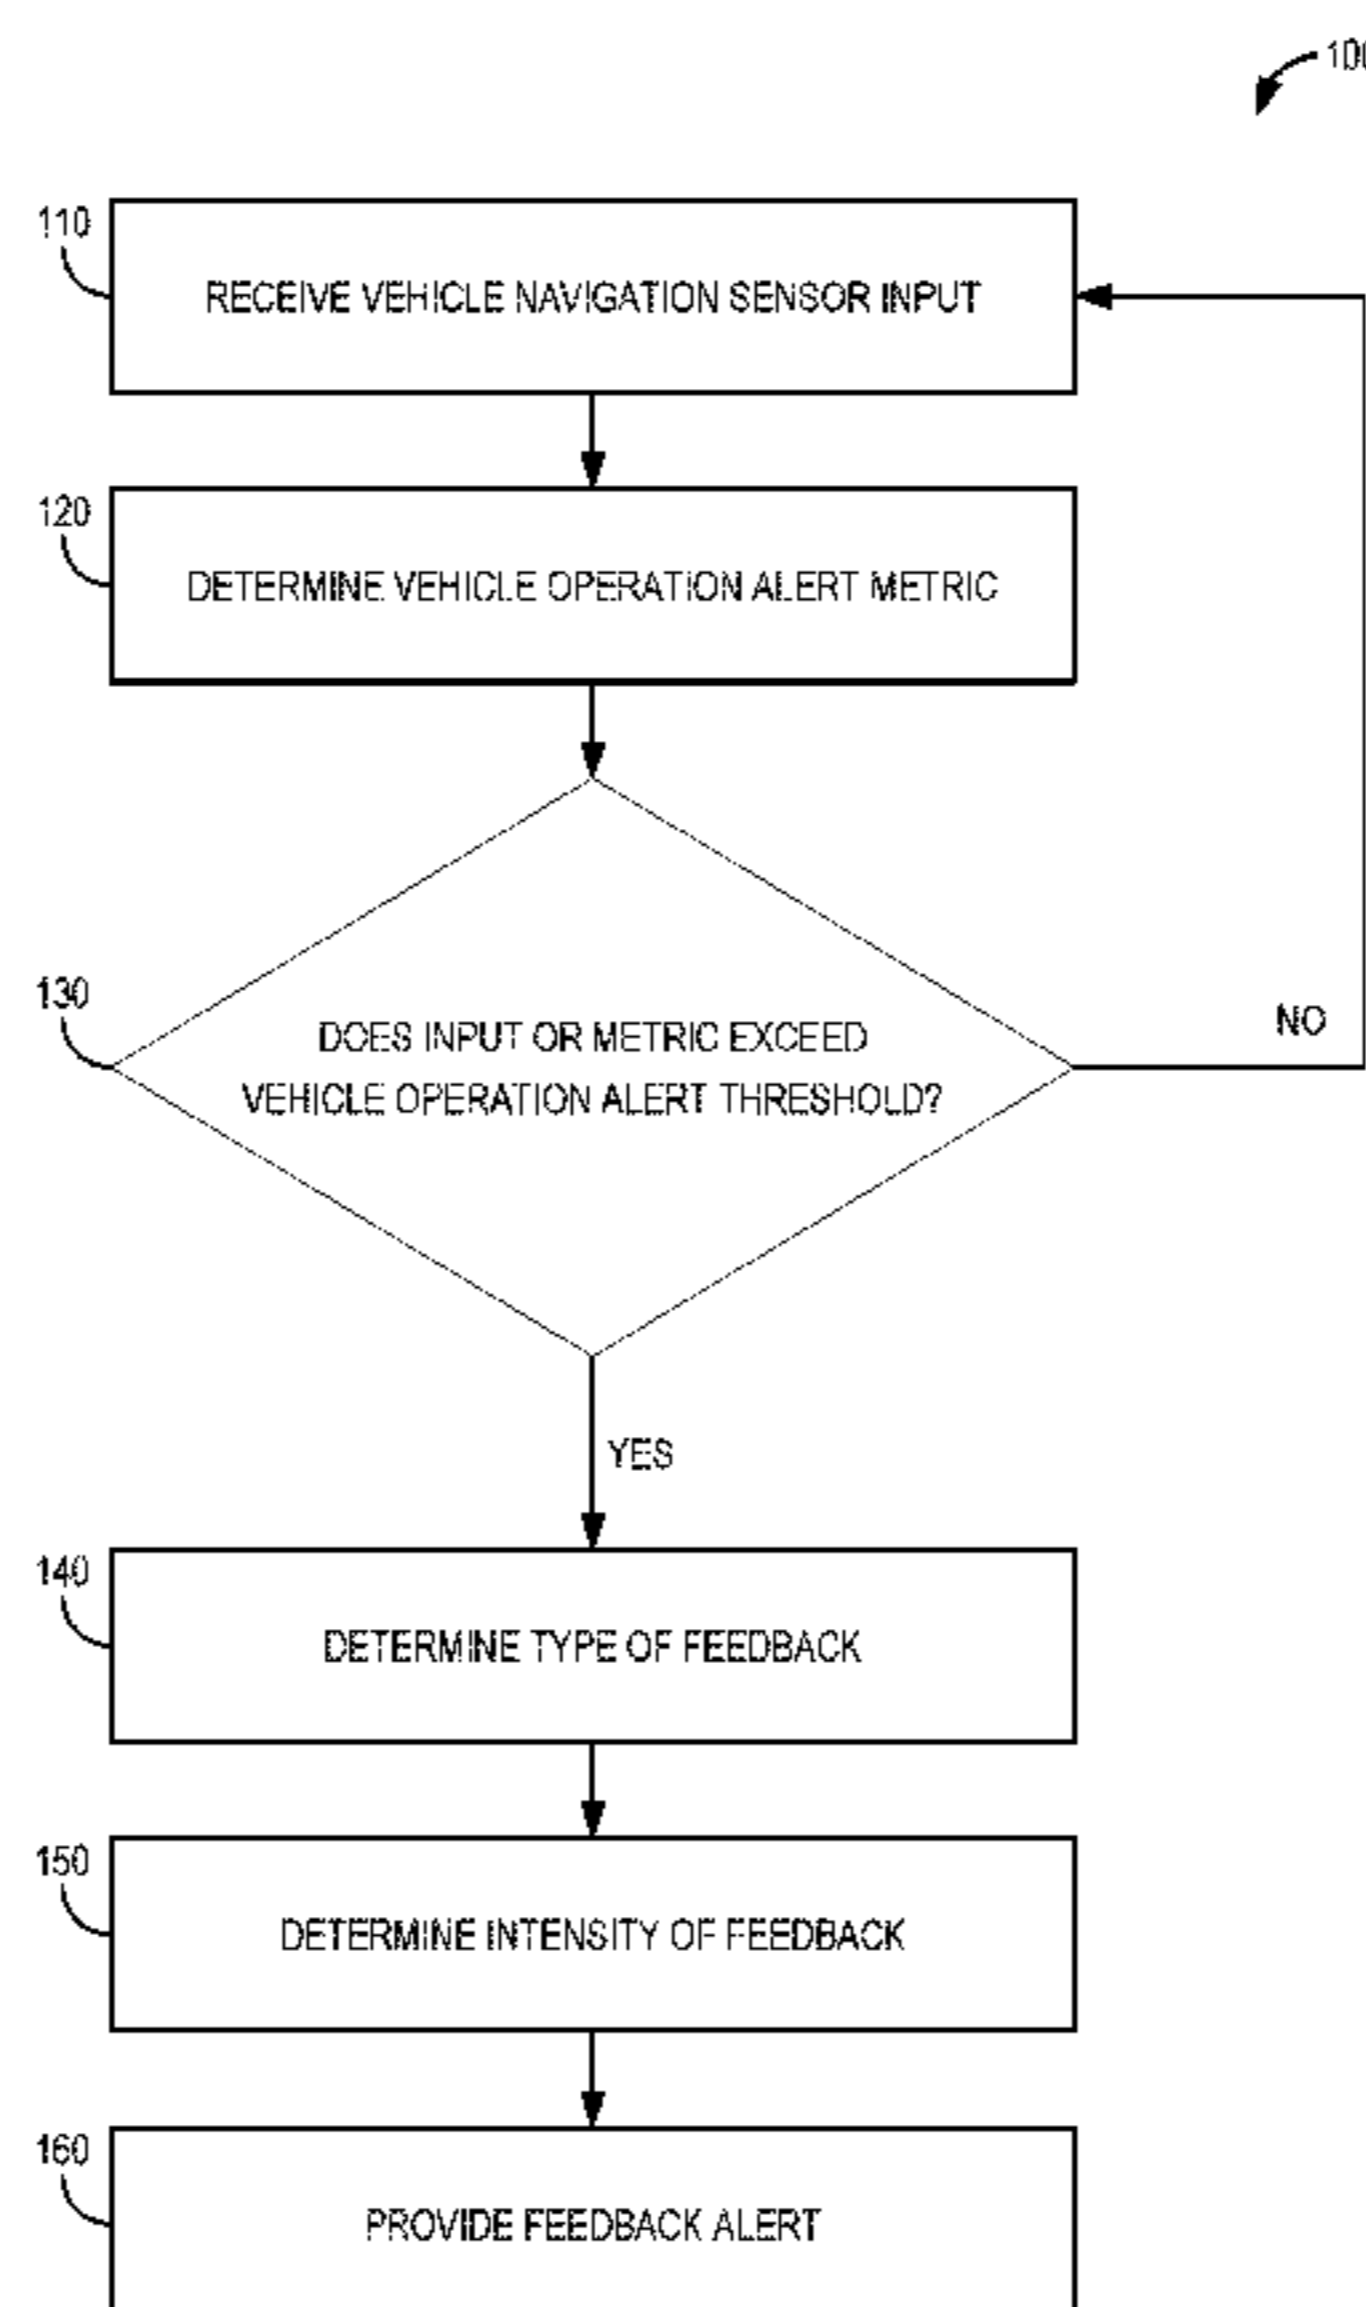 100
110
RECEIVE VEHICLE NAVIGATION SENSOR INPUT
120
DETERMINE VEHICLE OPERATION ALERT METRIC
130
DOES INPUT OR METRIC EXCEED
VEHICLE OPERATION ALERT THRESHOLD?
NO
YES
140
DETERMINE TYPE OF FEEDBACK
150
DETERMINE INTENSITY OF FEEDBACK
160
PROVIDE FEEDBACK ALERT